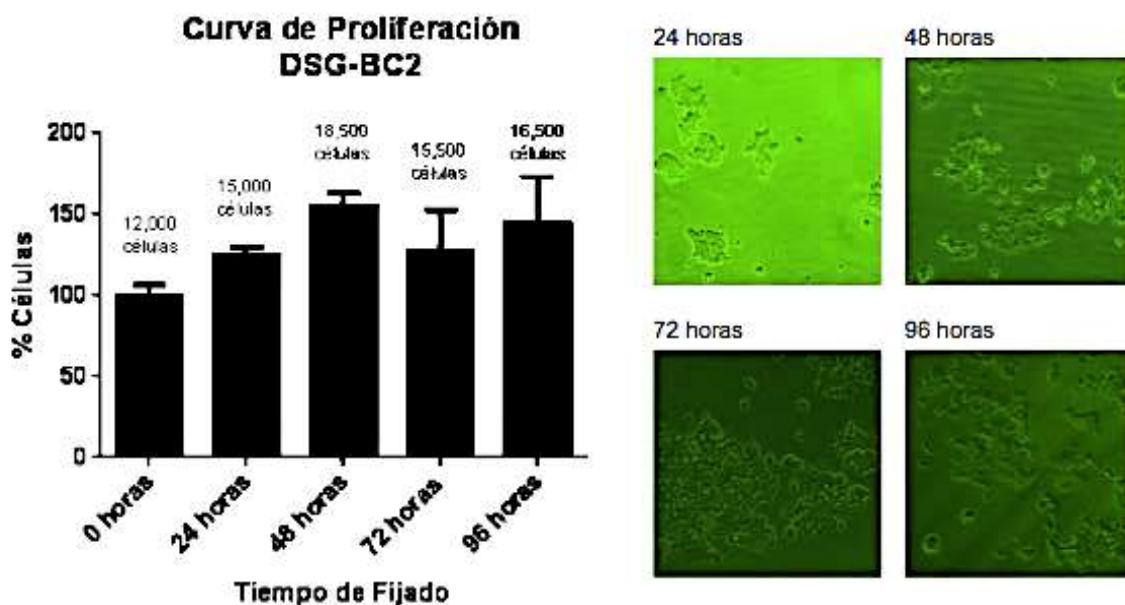 Curva de Proliferación
DSG-BC2
% Células
200
150
100
50
0
12,000
células
15,000
células
18,500
células
15,500
células
16,500
células
0 horas
24 horas
48 horas
72 horas
96 horas
Tiempo de Fijado
24 horas
48 horas
72 horas
96 horas